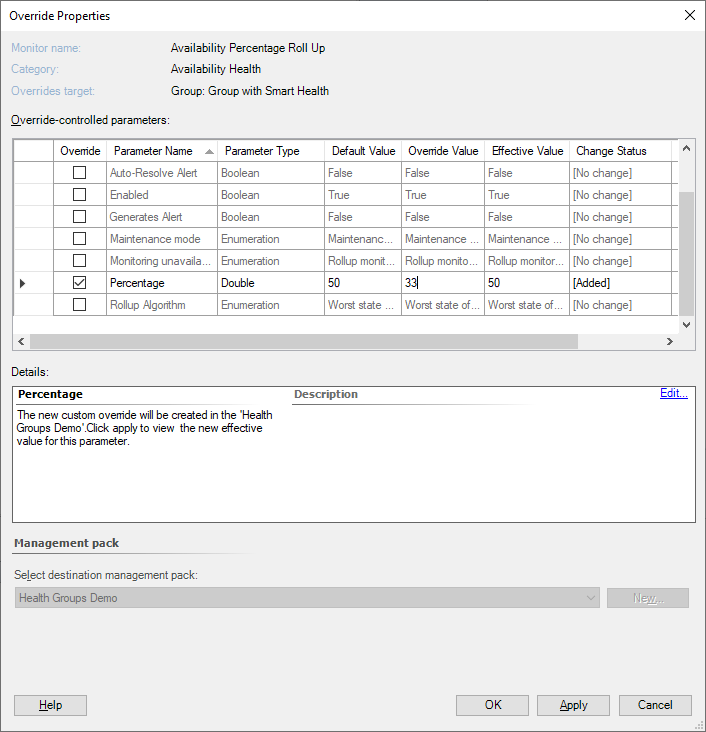 Override Properties
Monitor name: Availability Percentage Roll Up
Category: Availability Health
Overrides target: Group: Group with Smart Health
Override-controlled parameters:
Override Parameter Name Parameter Type Default Value Override Value Effective Value Change Status
Auto-Resolve Alert Boolean False False False [No change]
Enabled Boolean True True True [No change]
Generates Alert Boolean False False False [No change]
Maintenance mode Enumeration Maintenanc... Maintenance ... Maintenance ... [No change]
Monitoring unavaila... Enumeration Rollup monit... Rollup monito... Rollup monitor... [No change]
Percentage Double 50 33 50 [Added]
Rollup Algorithm Enumeration Worst state ... Worst state of... Worst state of... [No change]
Details:
Percentage Description Edit...
The new custom override will be created in the 'Health
Groups Demo'.Click apply to view the new effective
value for this parameter.
Management pack
Select destination management pack:
Health Groups Demo New...
Help OK Apply Cancel